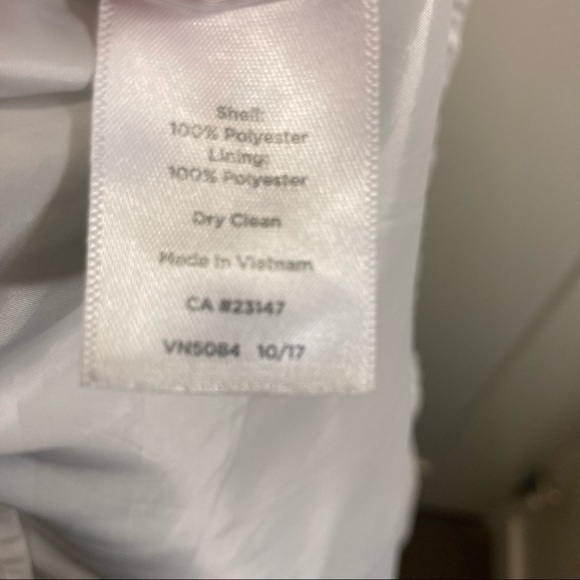 Shell:
100% Polyester
Lining:
100% Polyester
Dry Clean
Made in Vietnam
CA #23147
VN5084 10/17